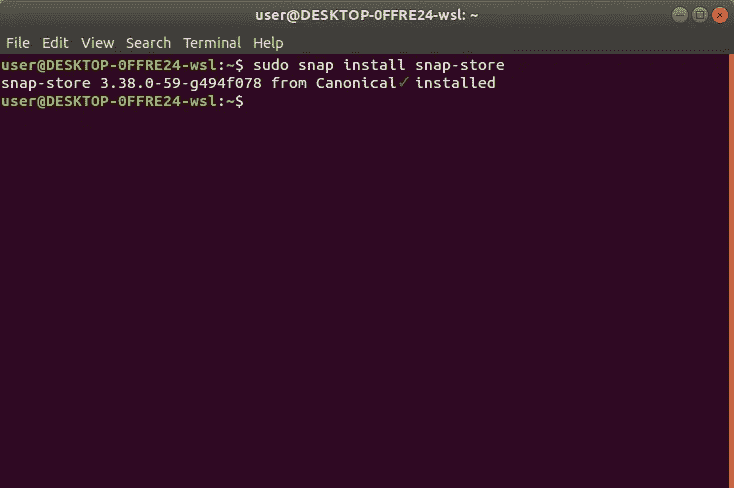 user@DESKTOP-0FFRE24-wsl: ~
File Edit View Search Terminal Help
user@DESKTOP-0FFRE24-wsl:~$ sudo snap install snap-store
snap-store 3.38.0-59-g494f078 from Canonical✓ installed
user@DESKTOP-0FFRE24-wsl:~$